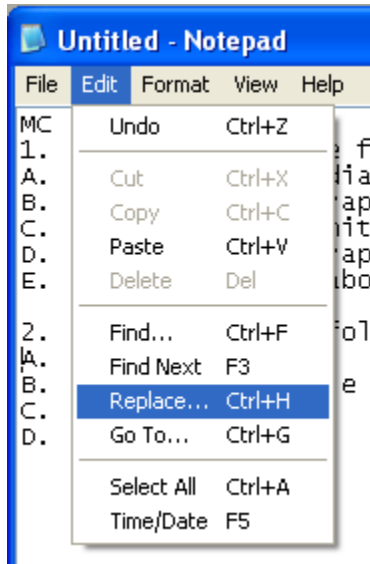 Untitled - Notepad
File Edit Format View Help
MC
1.
A.
B.
C.
D.
E.
2.
A.
B. e
C.
D.
Undo Ctrl+Z
Cut Ctrl+X
Copy Ctrl+C
Paste Ctrl+V
Delete Del
Find... Ctrl+F
Find Next F3
Replace... Ctrl+H
Go To... Ctrl+G
Select All Ctrl+A
Time/Date F5